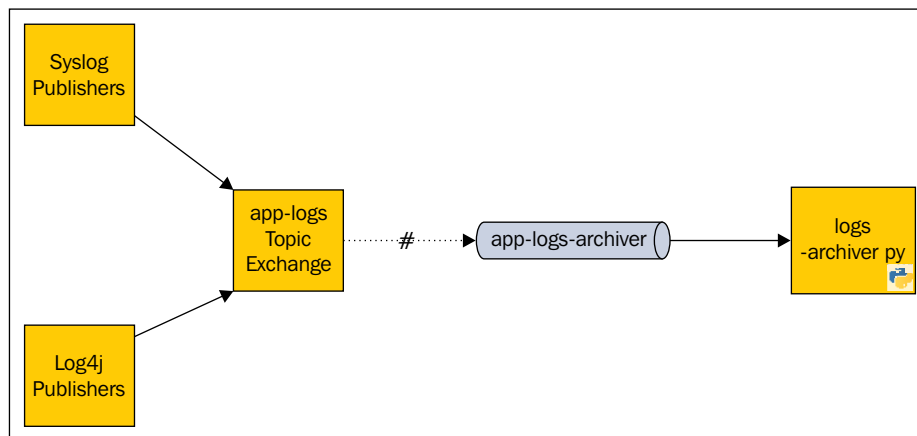 Syslog
Publishers
app-logs
Topic
Exchange
#
app-logs-archiver
logs
-archiver py
Log4j
Publishers